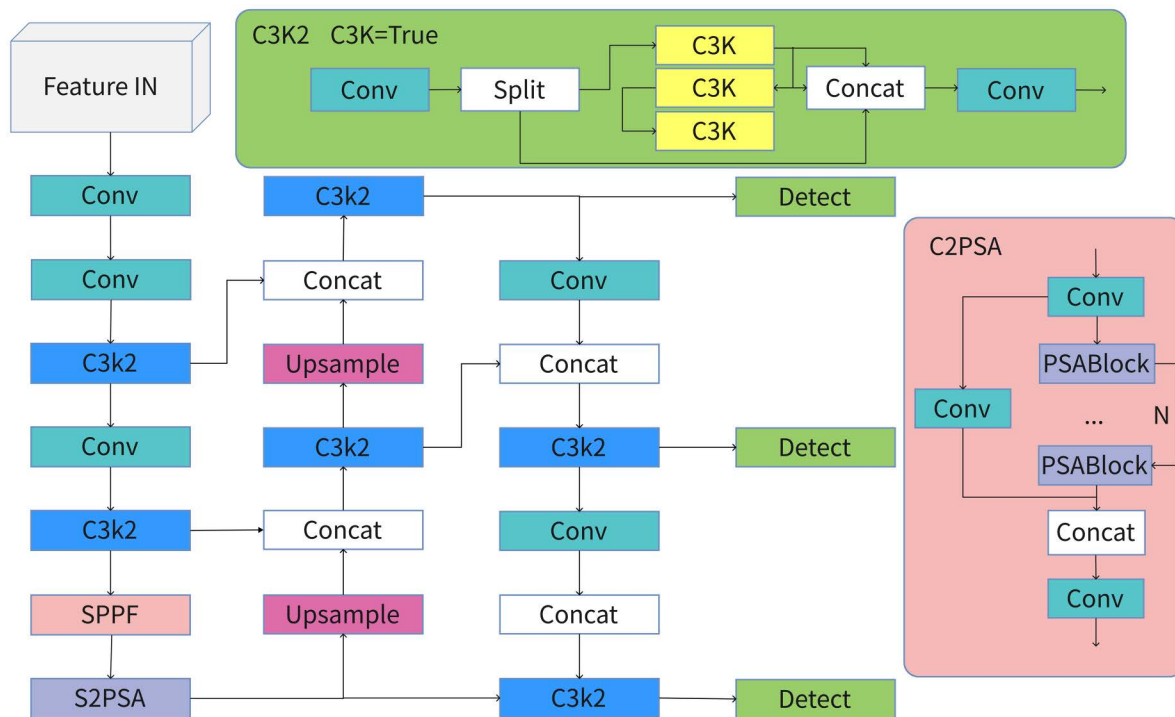 Feature IN
Conv
Conv
C3k2
Conv
C3k2
SPPF
S2PSA
C3K2 C3K=True
Conv
Split
C3K
C3K
C3K
Concat
Conv
C3k2
Concat
Upsample
C3k2
Concat
Upsample
Conv
Concat
C3k2
Conv
Concat
C3k2
Detect
Detect
Detect
C2PSA
Conv
PSABlock
Conv
... N
PSABlock
Concat
Conv